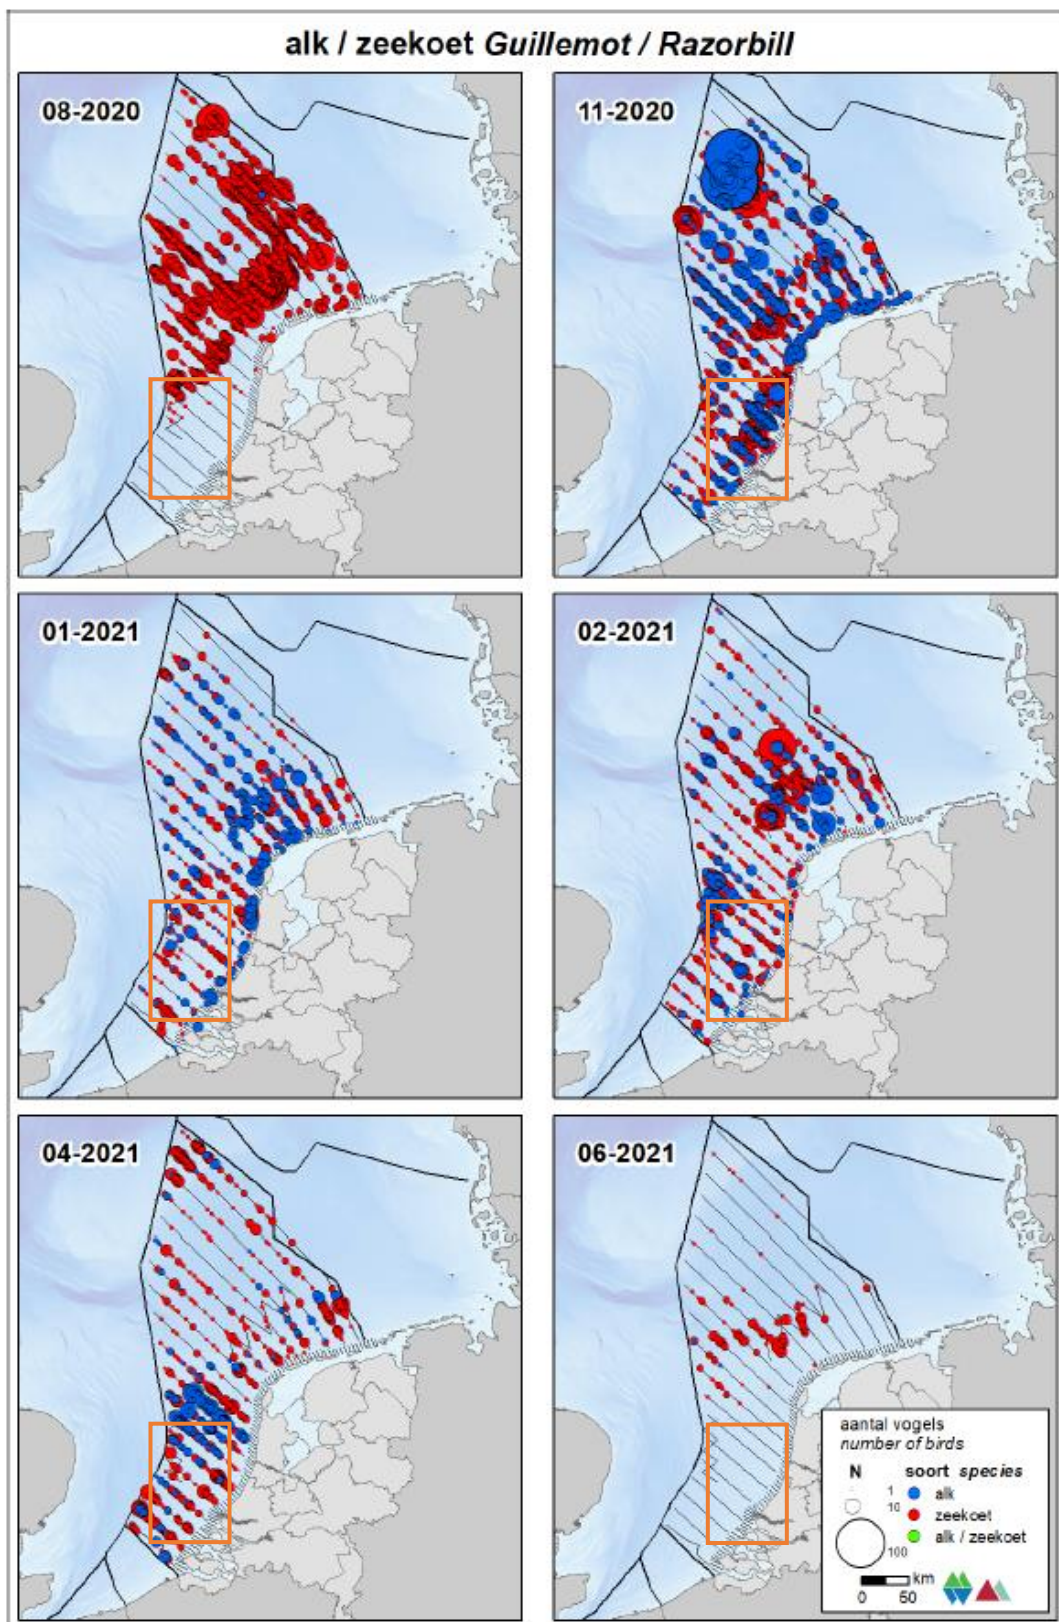 alk / zeekoet Guillemot / Razorbill
08-2020
11-2020
01-2021
02-2021
04-2021
06-2021
aantal vogels
number of birds
N soort species
1 alk
10 zeekoet
100 alk / zeekoet
km
0 50